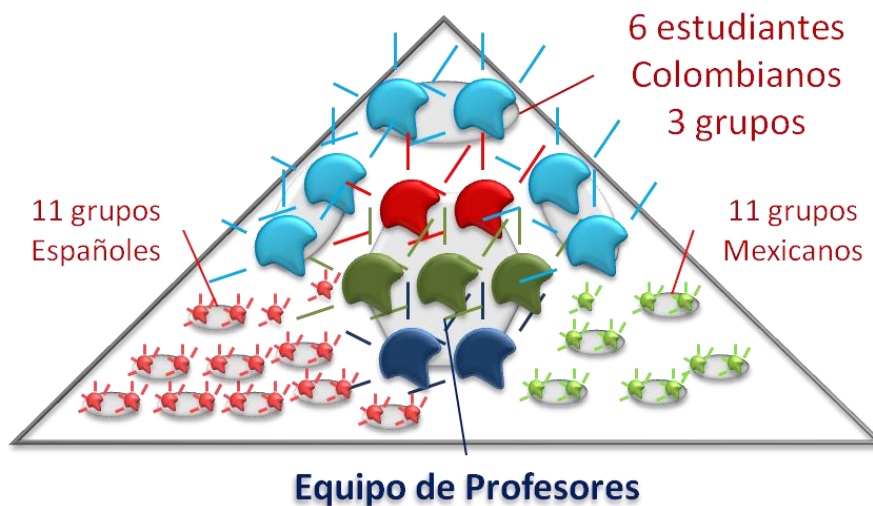 6 estudiantes
Colombianos
3 grupos
11 grupos
Españoles
11 grupos
Mexicanos
Equipo de Profesores